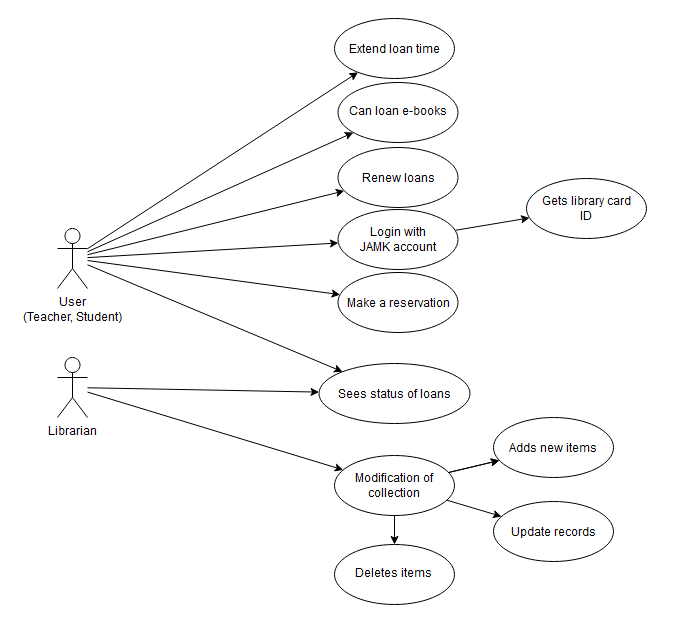 Extend loan time
Can loan e-books
Renew loans
Gets library card
ID
Login with
JAMK account
User
(Teacher, Student)
Make a reservation
Sees status of loans
Librarian
Adds new items
Modification of
collection
Update records
Deletes items